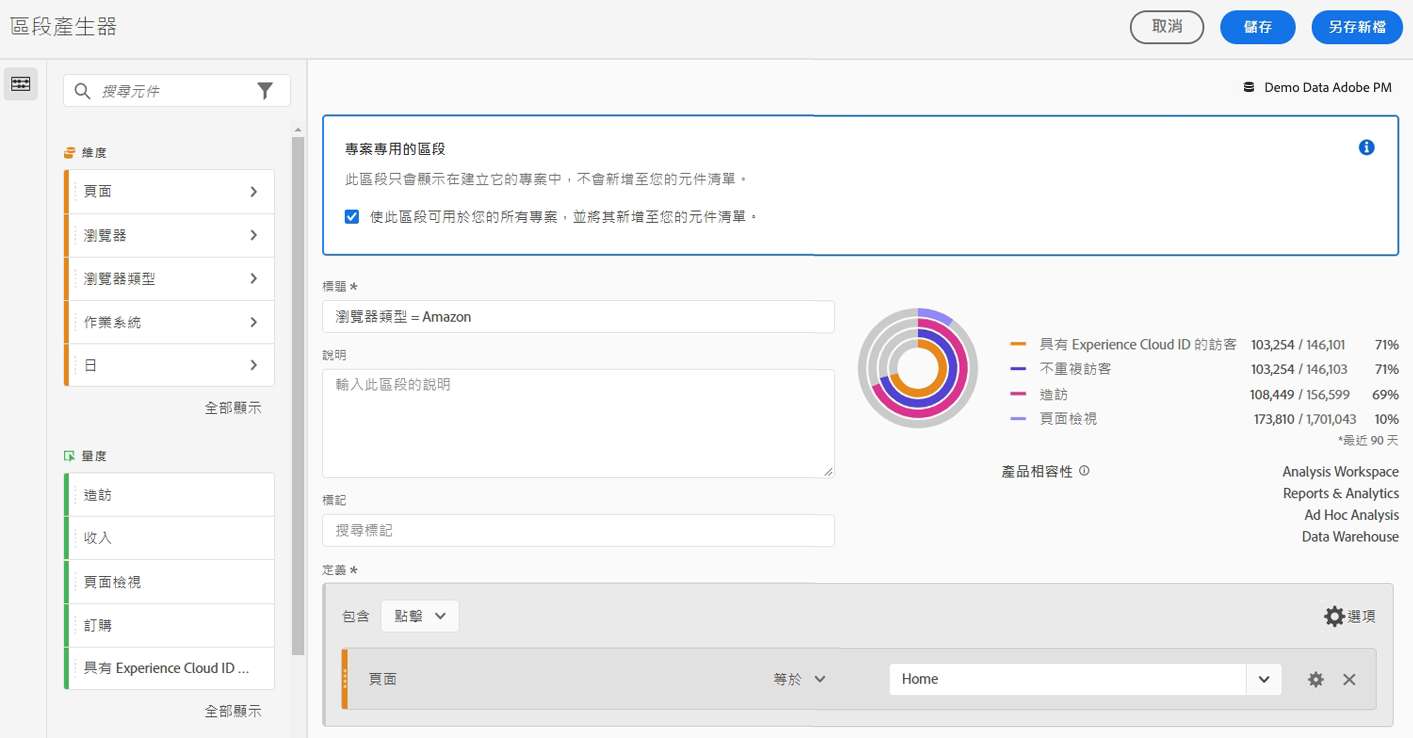 區段產生器
取消
儲存
另存新檔
搜尋元件
Demo Data Adobe PM
專案專用的區段
此區段只會顯示在建立它的專案中，不會新增至您的元件清單。
使此區段可用於您的所有專案，並將其新增至您的元件清單。
維度
頁面
瀏覽器
瀏覽器類型
作業系統
日
全部顯示
量度
造訪
收入
頁面檢視
訂購
具有 Experience Cloud ID ...
全部顯示
標題 *
瀏覽器類型 = Amazon
說明
輸入此區段的說明
標記
搜尋標記
具有 Experience Cloud ID 的訪客 103,254 / 146,101 71%
不重複訪客 103,254 / 146,103 71%
造訪 108,449 / 156,599 69%
頁面檢視 173,810 / 1,701,043 10%
*最近 90 天
產品相容性 Analysis Workspace
Reports & Analytics
Ad Hoc Analysis
Data Warehouse
定義 *
包含 點擊 選項
頁面 等於 Home